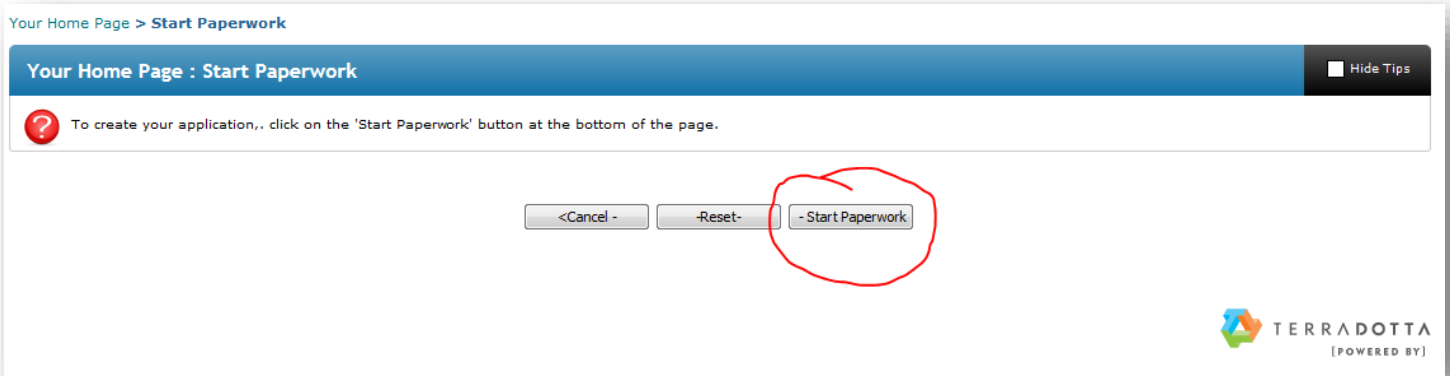 Your Home Page > Start Paperwork
Your Home Page : Start Paperwork
Hide Tips
To create your application,. click on the 'Start Paperwork' button at the bottom of the page.
<Cancel - -Reset- - Start Paperwork
TERRADOTTA
[POWERED BY]